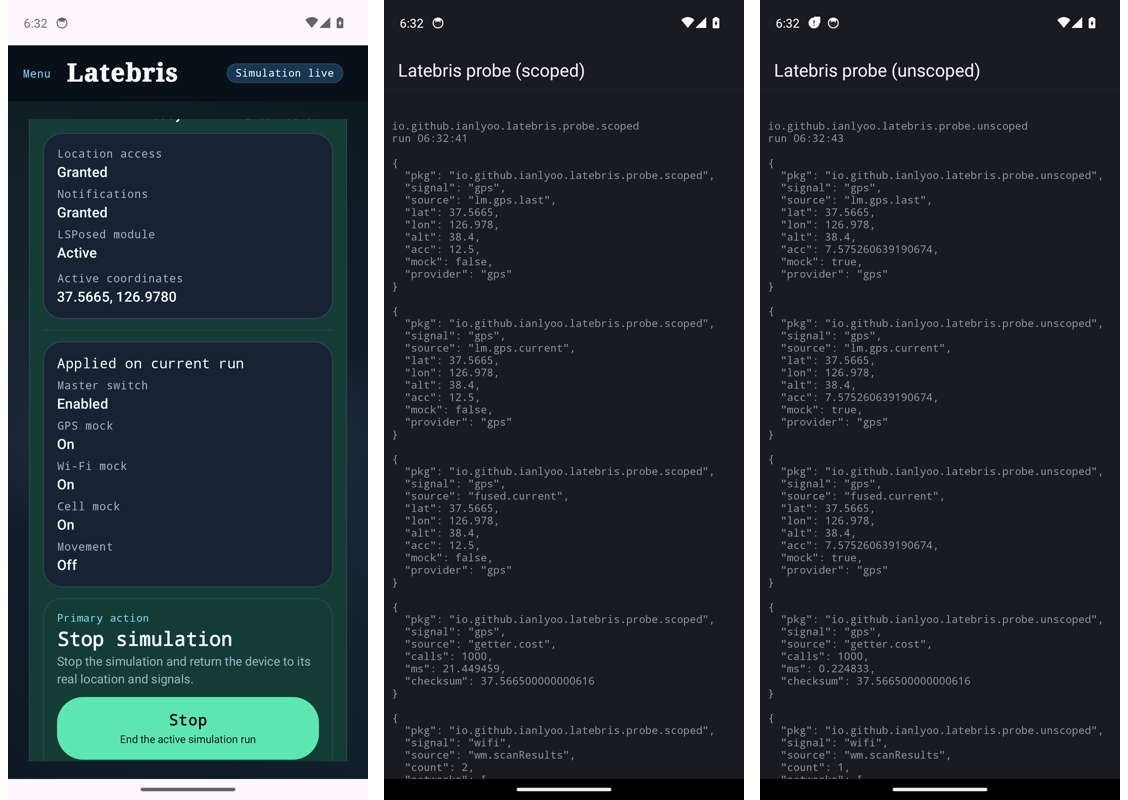 6:32
Menu
Latebris
Simulation live
Location access
Granted
Notifications
Granted
LSPosed module
Active
Active coordinates
37.5665, 126.9780
Applied on current run
Master switch
Enabled
GPS mock
On
Wi-Fi mock
On
Cell mock
On
Movement
Off
Primary action
Stop simulation
Stop the simulation and return the device to its
real location and signals.
Stop
End the active simulation run
6:32
Latebris probe (scoped)
io.github.ianlyoo.latebris.probe.scoped
run 06:32:41
{
"pkg": "io.github.ianlyoo.latebris.probe.scoped",
"signal": "gps",
"source": "lm.gps.last",
"lat": 37.5665,
"lon": 126.978,
"alt": 38.4,
"acc": 12.5,
"mock": false,
"provider": "gps"
}
{
"pkg": "io.github.ianlyoo.latebris.probe.scoped",
"signal": "gps",
"source": "lm.gps.current",
"lat": 37.5665,
"lon": 126.978,
"alt": 38.4,
"acc": 12.5,
"mock": false,
"provider": "gps"
}
{
"pkg": "io.github.ianlyoo.latebris.probe.scoped",
"signal": "gps",
"source": "fused.current",
"lat": 37.5665,
"lon": 126.978,
"alt": 38.4,
"acc": 12.5,
"mock": false,
"provider": "gps"
}
{
"pkg": "io.github.ianlyoo.latebris.probe.scoped",
"signal": "gps",
"source": "getter.cost",
"calls": 1000,
"ms": 21.449459,
"checksum": 37.566500000000616
}
{
"pkg": "io.github.ianlyoo.latebris.probe.scoped",
"signal": "wifi",
"source": "wm.scanResults",
"count": 2,
6:32
Latebris probe (unscoped)
io.github.ianlyoo.latebris.probe.unscoped
run 06:32:43
{
"pkg": "io.github.ianlyoo.latebris.probe.unscoped",
"signal": "gps",
"source": "lm.gps.last",
"lat": 37.5665,
"lon": 126.978,
"alt": 38.4,
"acc": 7.575260639190674,
"mock": true,
"provider": "gps"
}
{
"pkg": "io.github.ianlyoo.latebris.probe.unscoped",
"signal": "gps",
"source": "lm.gps.current",
"lat": 37.5665,
"lon": 126.978,
"alt": 38.4,
"acc": 7.575260639190674,
"mock": true,
"provider": "gps"
}
{
"pkg": "io.github.ianlyoo.latebris.probe.unscoped",
"signal": "gps",
"source": "fused.current",
"lat": 37.5665,
"lon": 126.978,
"alt": 38.4,
"acc": 7.575260639190674,
"mock": true,
"provider": "gps"
}
{
"pkg": "io.github.ianlyoo.latebris.probe.unscoped",
"signal": "gps",
"source": "getter.cost",
"calls": 1000,
"ms": 0.224833,
"checksum": 37.566500000000616
}
{
"pkg": "io.github.ianlyoo.latebris.probe.unscoped",
"signal": "wifi",
"source": "wm.scanResults",
"count": 1,